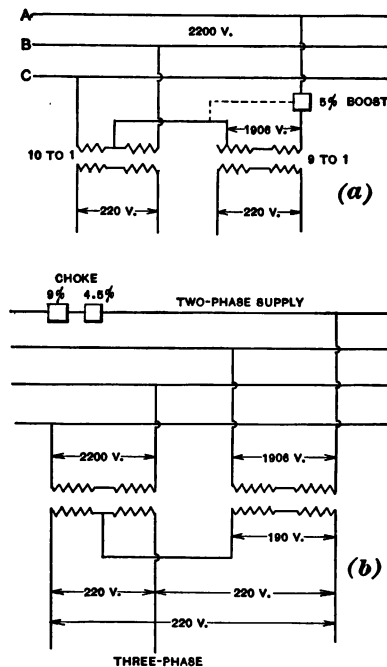 A
2200 V.
B
C
5% BOOST
1906 V.
10 TO 1
9 TO 1
(a)
220 V.
220 V.
CHOKE
9% 4.5%
TWO-PHASE SUPPLY
2200 V.
1906 V.
190 V.
(b)
220 V.
220 V.
220 V.
THREE-PHASE